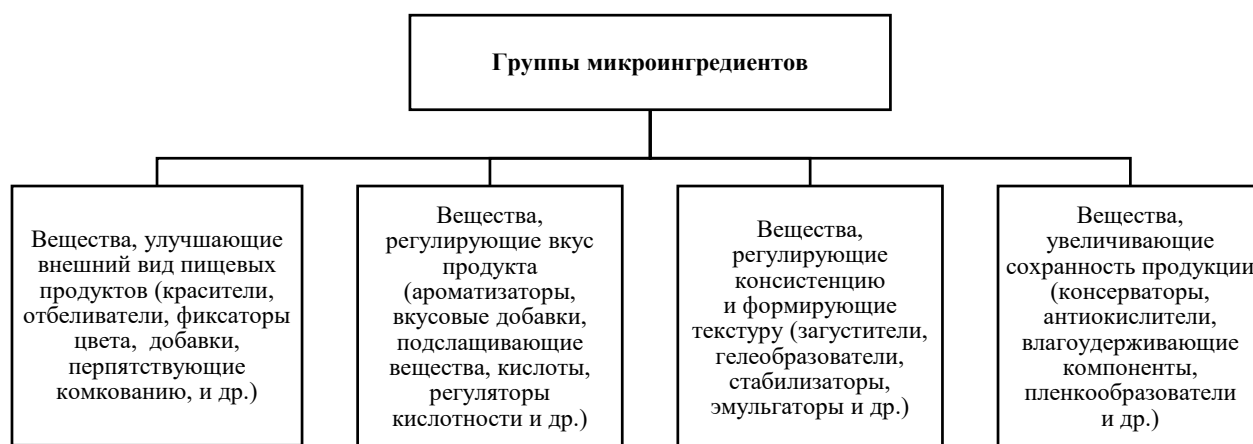 Группы микроингредиентов
Вещества, улучшающие
внешний вид пищевых
продуктов (красители,
отбеливатели, фиксаторы
цвета,  добавки,
перпятствующие
комкованию, и др.)
Вещества,
регулирующие вкус
продукта
(ароматизаторы,
вкусовые добавки,
подслащивающие
вещества, кислоты,
регуляторы
кислотности и др.)
Вещества,
регулирующие
консистенцию
и формирующие
текстуру (загустители,
гелеобразователи,
стабилизаторы,
эмульгаторы и др.)
Вещества,
увеличивающие
сохранность продукции
(консерваторы,
антиокислители,
влагоудерживающие
компоненты,
пленкообразователи
и др.)